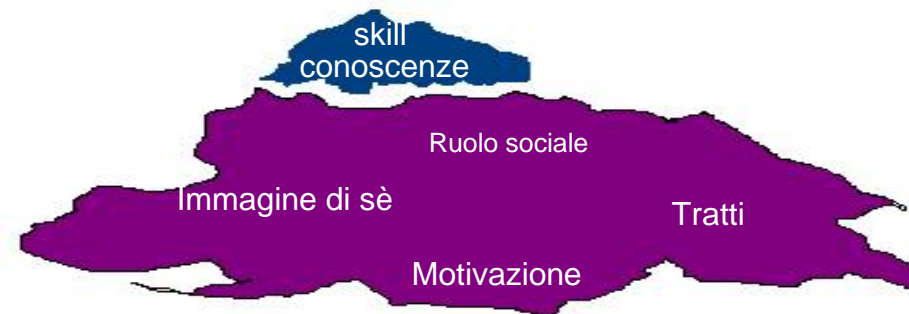 skill
conoscenze
Ruolo sociale
Immagine di sè
Tratti
Motivazione